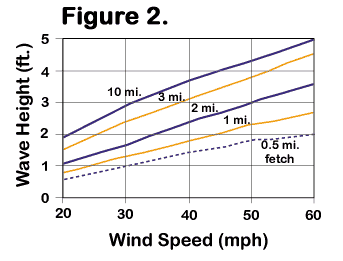 Figure 2.
Wave Height (ft.)
5
4
3
2
1
0
10 mi.
3 mi.
2 mi.
1 mi.
0.5 mi.
fetch
20
30
40
50
60
Wind Speed (mph)